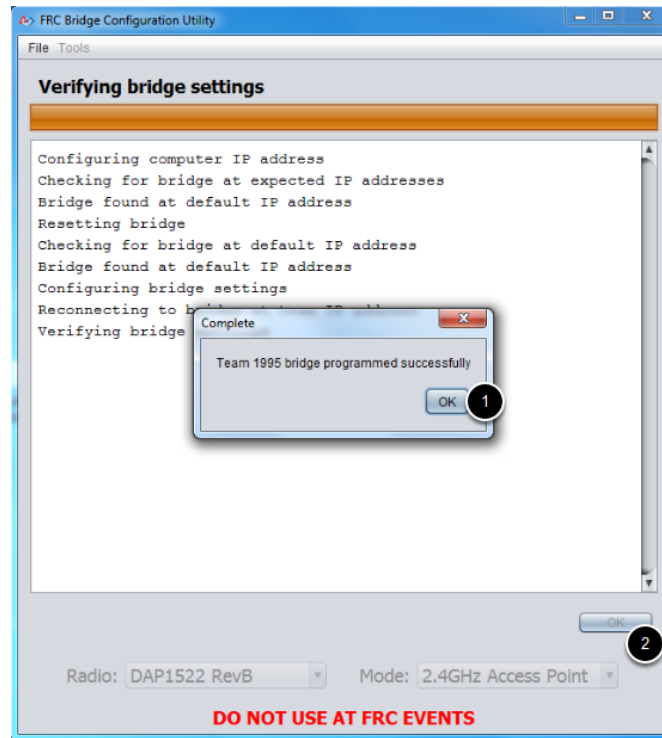 FRC Bridge Configuration Utility
File Tools
Verifying bridge settings
Configuring computer IP address
Checking for bridge at expected IP addresses
Bridge found at default IP address
Resetting bridge
Checking for bridge at default IP address
Bridge found at default IP address
Configuring bridge settings
Reconnecting to
Verifying bridge
Complete
Team 1995 bridge programmed successfully
OK 1
OK
2
Radio: DAP1522 RevB Mode: 2.4GHz Access Point
DO NOT USE AT FRC EVENTS